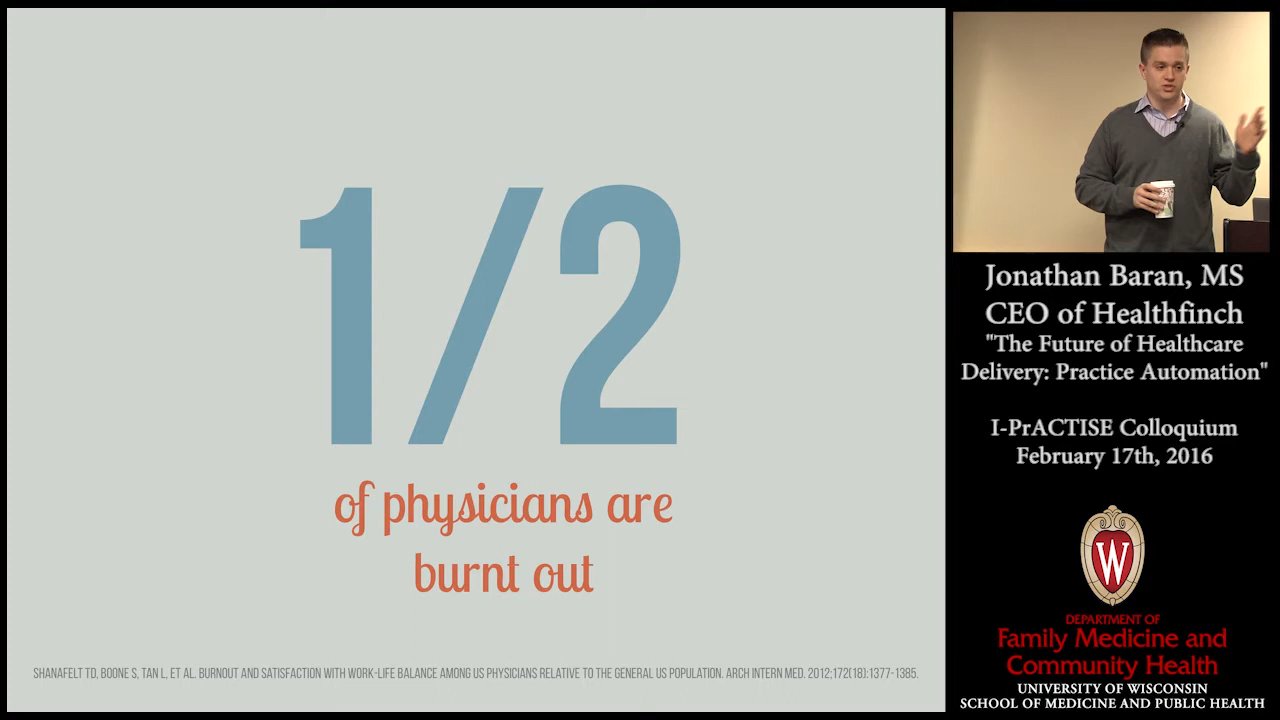 1/2
of physicians are
burnt out
SHANAFELT TD, BOONE S, TAN L, ET AL. BURNOUT AND SATISFACTION WITH WORK-LIFE BALANCE AMONG US PHYSICIANS RELATIVE TO THE GENERAL US POPULATION. ARCH INTERN MED. 2012;172(18):1377-1385.
Jonathan Baran, MS
CEO of Healthfinch
"The Future of Healthcare
Delivery: Practice Automation"
I-PrACTISE Colloquium
February 17th, 2016
W
DEPARTMENT OF
Family Medicine and
Community Health
UNIVERSITY OF WISCONSIN
SCHOOL OF MEDICINE AND PUBLIC HEALTH